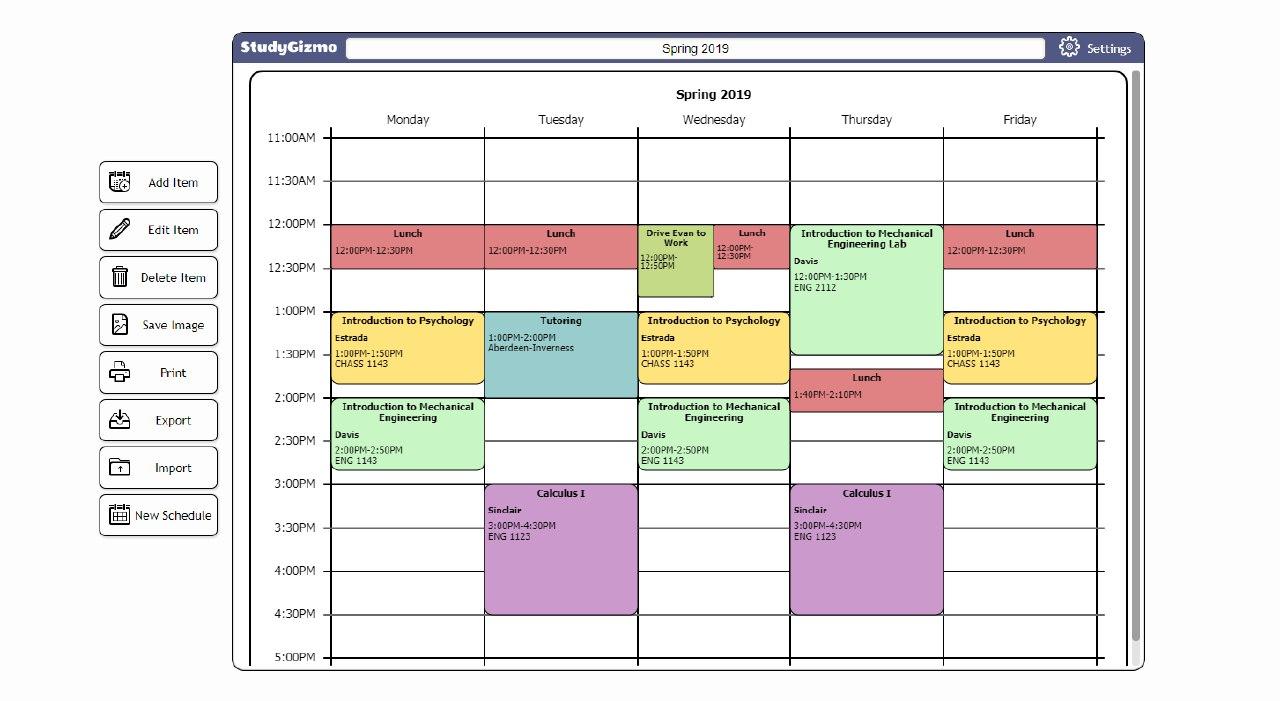 StudyGizmo
Spring 2019
Settings
Add Item
Edit Item
Delete Item
Save Image
Print
Export
Import
New Schedule
Spring 2019
Monday
Tuesday
Wednesday
Thursday
Friday
11:00AM
11:30AM
12:00PM
12:30PM
1:00PM
1:30PM
2:00PM
2:30PM
3:00PM
3:30PM
4:00PM
4:30PM
5:00PM
Lunch
12:00PM-12:30PM
Introduction to Psychology
Estrada
1:00PM-1:50PM
CHASS 1143
Introduction to Mechanical
Engineering
Davis
2:00PM-2:50PM
ENG 1143
Lunch
12:00PM-12:30PM
Tutoring
1:00PM-2:00PM
Aberdeen-Inverness
Calculus I
Sinclair
3:00PM-4:30PM
ENG 1123
Drive Evan to
Work
12:00PM-
12:50PM
Lunch
12:00PM-
12:30PM
Introduction to Psychology
Estrada
1:00PM-1:50PM
CHASS 1143
Introduction to Mechanical
Engineering
Davis
2:00PM-2:50PM
ENG 1143
Introduction to Mechanical
Engineering Lab
Davis
12:00PM-1:30PM
ENG 2112
Lunch
1:40PM-2:10PM
Calculus I
Sinclair
3:00PM-4:30PM
ENG 1123
Lunch
12:00PM-12:30PM
Introduction to Psychology
Estrada
1:00PM-1:50PM
CHASS 1143
Introduction to Mechanical
Engineering
Davis
2:00PM-2:50PM
ENG 1143